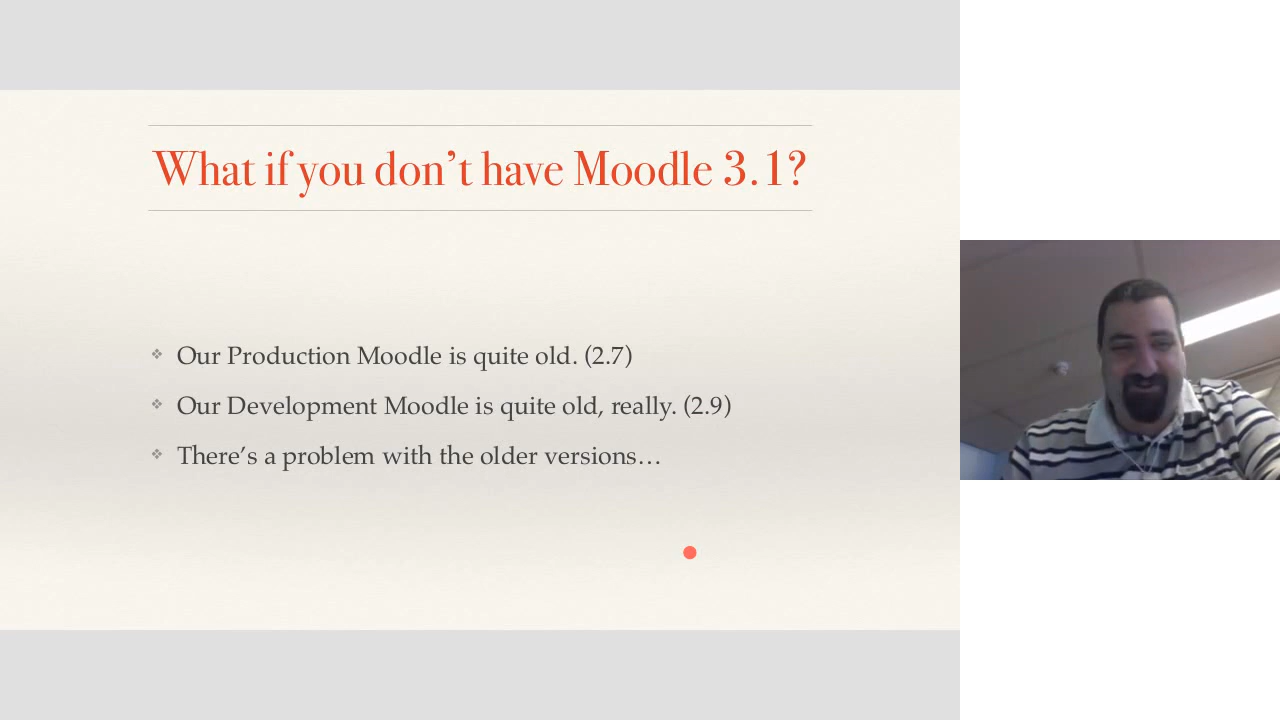 What if you don’t have Moodle 3.1?
Our Production Moodle is quite old. (2.7)
Our Development Moodle is quite old, really. (2.9)
There’s a problem with the older versions…